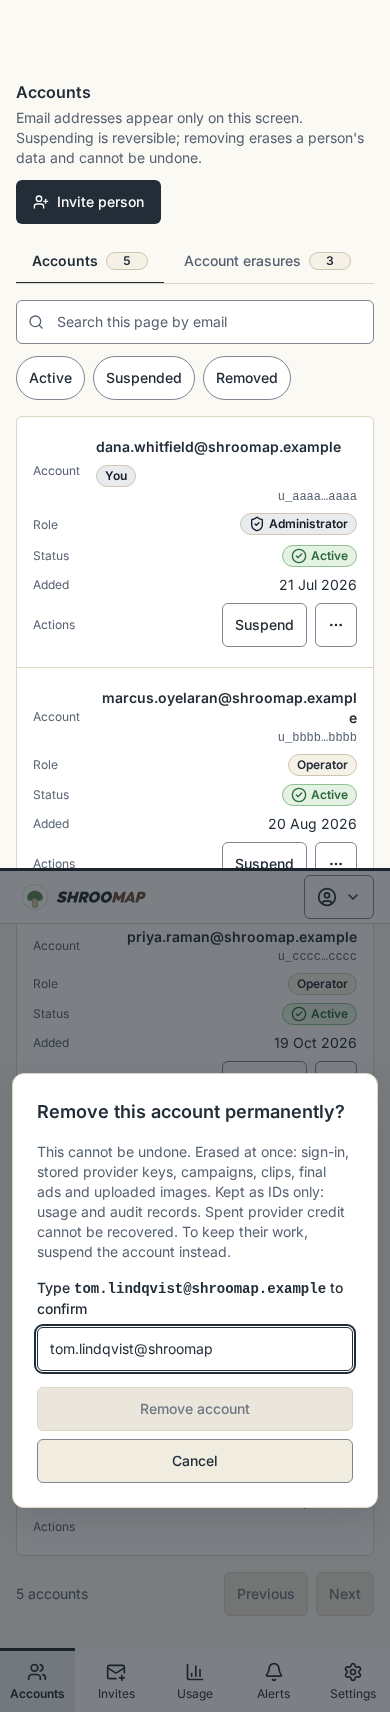 Accounts
Email addresses appear only on this screen.
Suspending is reversible; removing erases a person's
data and cannot be undone.
Invite person
Accounts 5 Account erasures 3
Search this page by email
Active Suspended Removed
dana.whitfield@shroomap.example
Account
You
u_aaaa…aaaa
Role Administrator
Status Active
Added 21 Jul 2026
Actions Suspend ...
marcus.oyelaran@shroomap.exampl
Account e
u_bbbb…bbbb
Role Operator
Status Active
Added 20 Aug 2026
Actions Suspend ...
SHROOMAP
Account priya.raman@shroomap.example
u_cccc…cccc
Role Operator
Status Active
Added 19 Oct 2026
Remove this account permanently?
This cannot be undone. Erased at once: sign-in,
stored provider keys, campaigns, clips, final
ads and uploaded images. Kept as IDs only:
usage and audit records. Spent provider credit
cannot be recovered. To keep their work,
suspend the account instead.
Type tom.lindqvist@shroomap.example to
confirm
tom.lindqvist@shroomap
Remove account
Cancel
Actions
5 accounts Previous Next
Accounts Invites Usage Alerts Settings